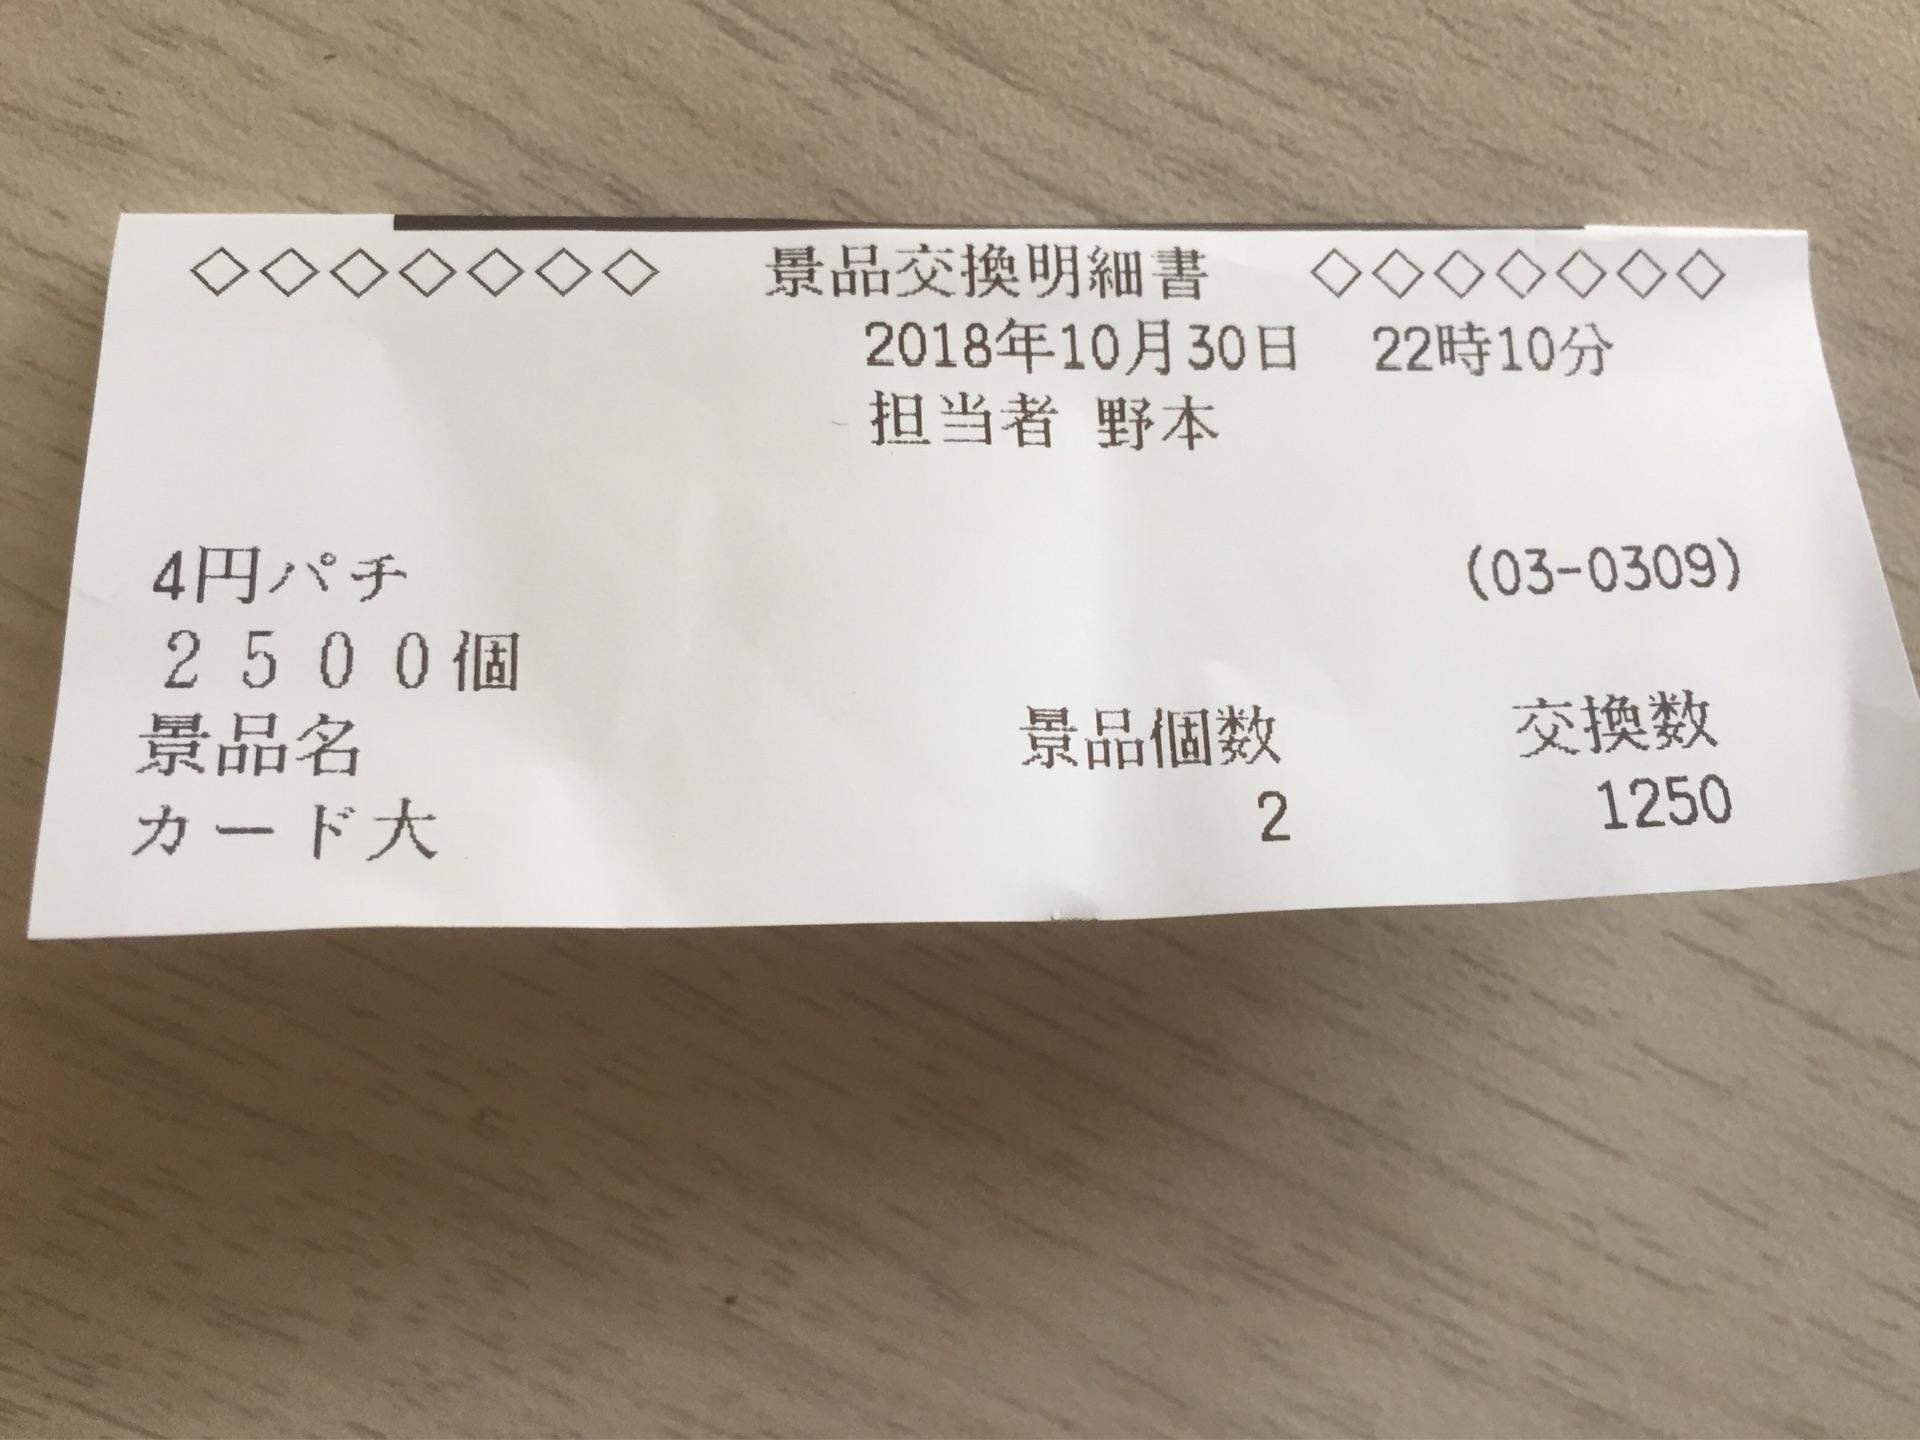 ◇◇◇◇◇◇◇ 景品交換明細書 ◇◇◇◇◇◇◇
2018年10月30日 22時10分
担当者 野本
4円パチ (03-0309)
２５００個
景品名 景品個数 交換数
カード大 2 1250